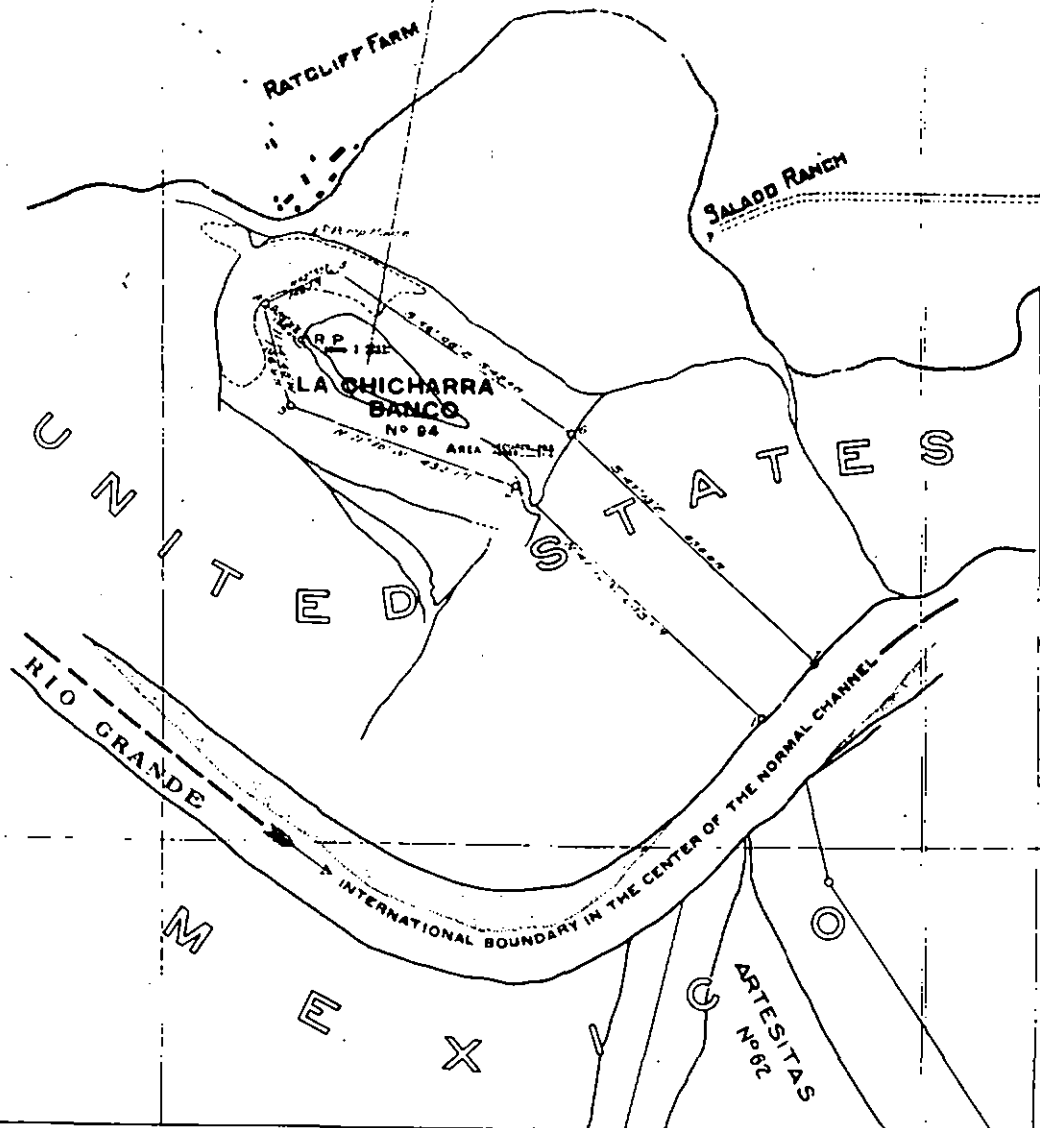 RATCLIFF FARM
SALADO RANCH
R P
LA CHICHARRA
BANCO
Nº 94
AREA
UNITED STATES
RIO GRANDE
INTERNATIONAL BOUNDARY IN THE CENTER OF THE NORMAL CHANNEL
MEXICO
ARTESITAS
Nº 62